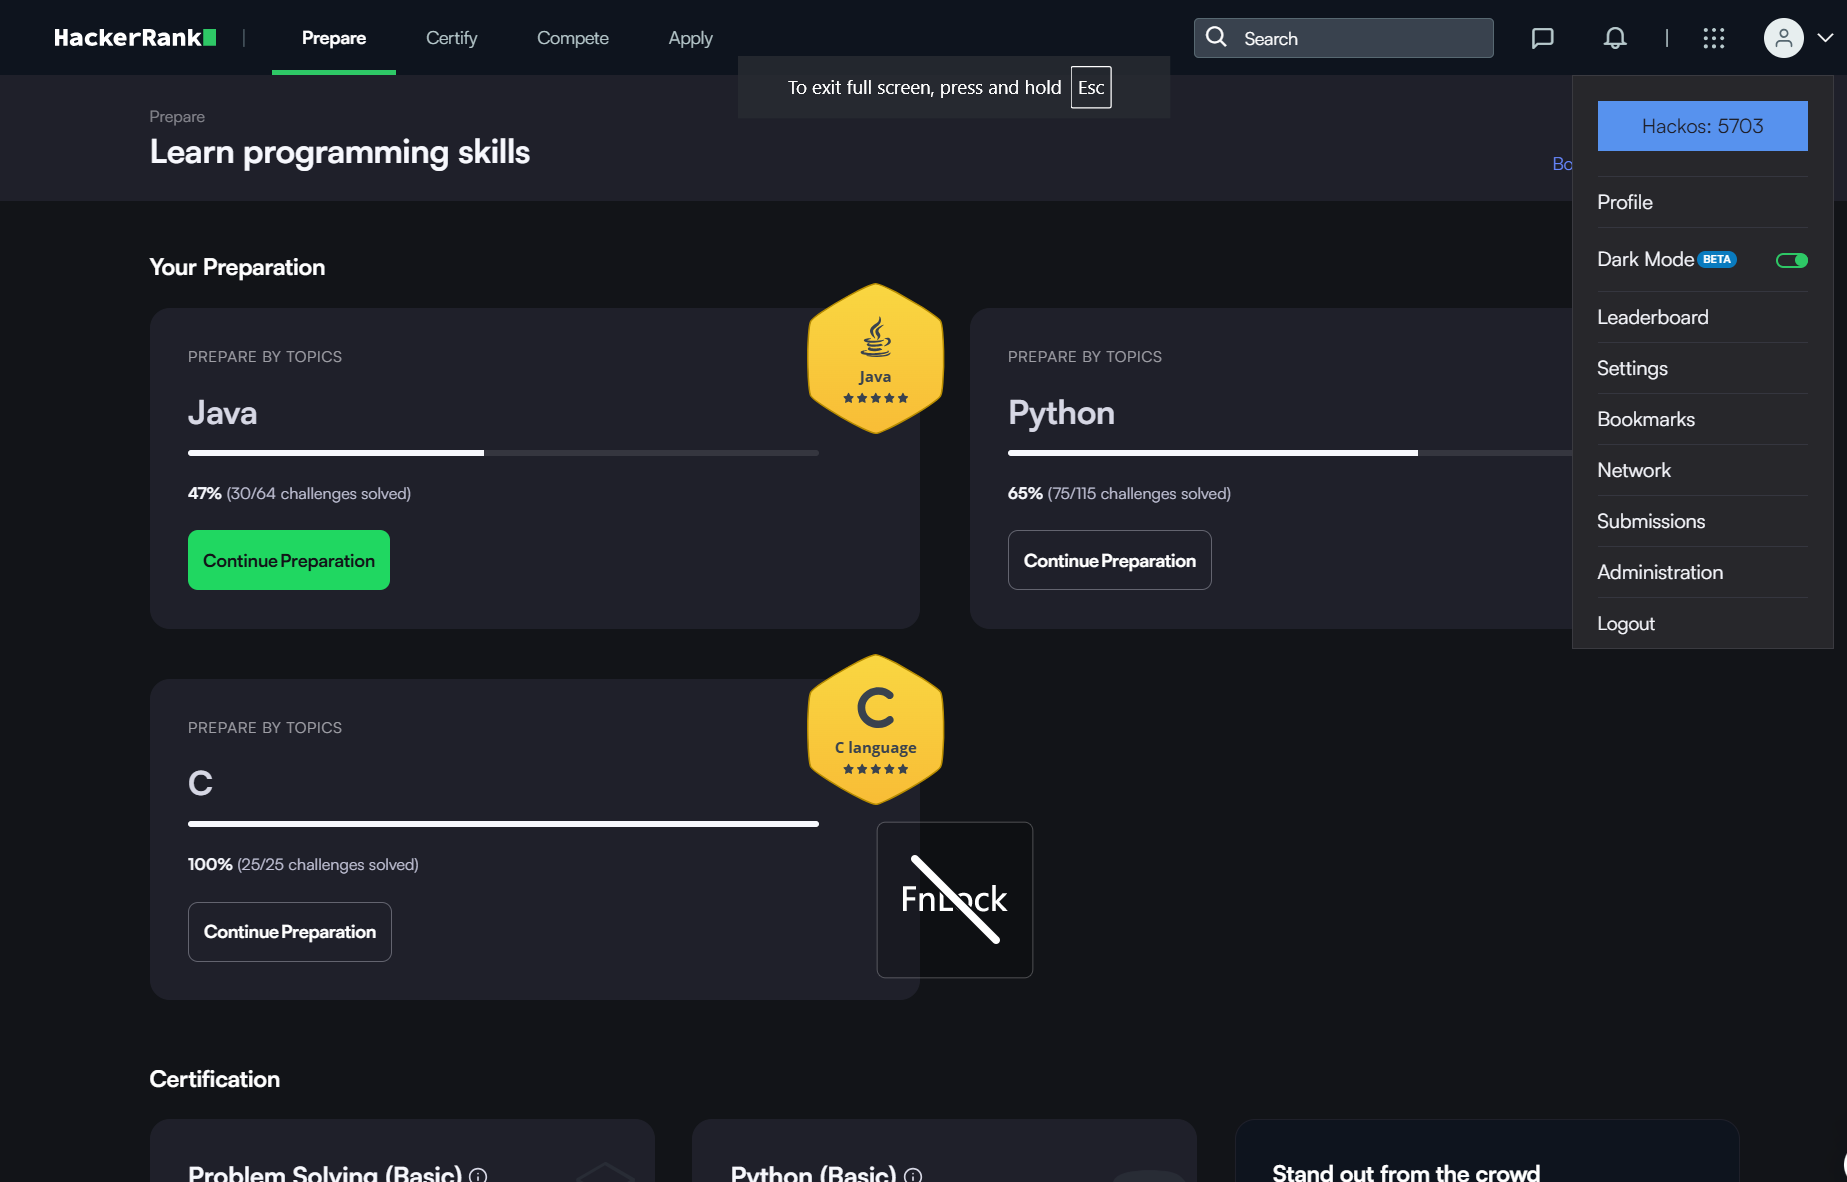 HackerRank
Prepare
Certify
Compete
Apply
Search
To exit full screen, press and hold Esc
Prepare
Learn programming skills
Hackos: 5703
Profile
Dark Mode BETA
Leaderboard
Settings
Bookmarks
Network
Submissions
Administration
Logout
Your Preparation
PREPARE BY TOPICS
Java
47% (30/64 challenges solved)
Continue Preparation
Java
PREPARE BY TOPICS
Python
65% (75/115 challenges solved)
Continue Preparation
PREPARE BY TOPICS
C
100% (25/25 challenges solved)
Continue Preparation
C
C language
FnLock
Certification
Problem Solving (Basic)
Python (Basic)
Stand out from the crowd